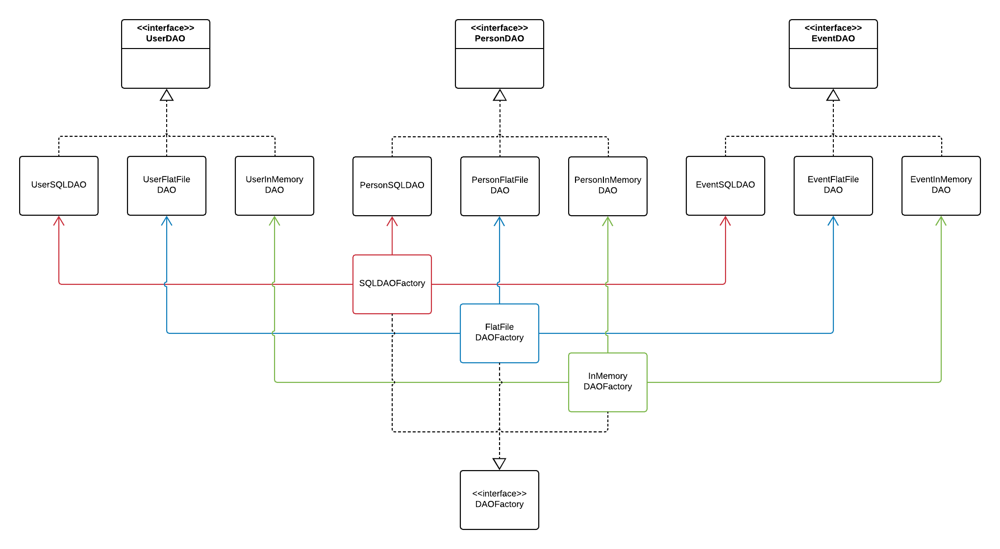 <<interface>>
UserDAO
<<interface>>
PersonDAO
<<interface>>
EventDAO
UserSQLDAO
UserFlatFile
DAO
UserInMemory
DAO
PersonSQLDAO
PersonFlatFile
DAO
PersonInMemory
DAO
EventSQLDAO
EventFlatFile
DAO
EventInMemory
DAO
SQLDAOFactory
FlatFile
DAOFactory
InMemory
DAOFactory
<<interface>>
DAOFactory